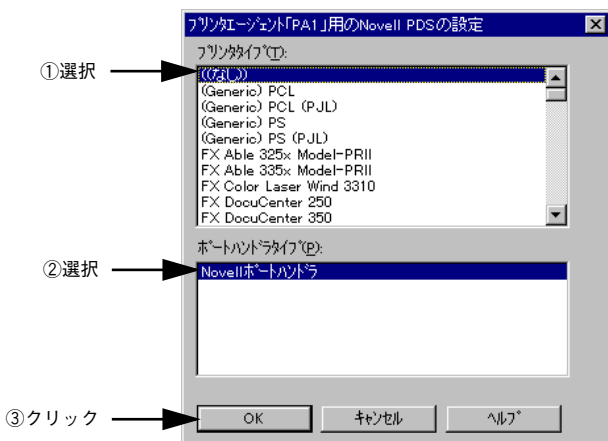 ﾌﾟﾘﾝﾀｴｰｼﾞｪﾝﾄ「PA1」用のNovell PDSの設定
ﾌﾟﾘﾝﾀﾀｲﾌﾟ(T):
①選択
((なし))
(Generic) PCL
(Generic) PCL (PJL)
(Generic) PS
(Generic) PS (PJL)
FX Able 325x Model-PRII
FX Able 335x Model-PRII
FX Color Laser Wind 3310
FX DocuCenter 250
FX DocuCenter 350
ﾎﾟｰﾄﾊﾝﾄﾞﾗﾀｲﾌﾟ(P):
②選択
Novellﾎﾟｰﾄﾊﾝﾄﾞﾗ
③クリック
OK
ｷｬﾝｾﾙ
ﾍﾙﾌﾟ